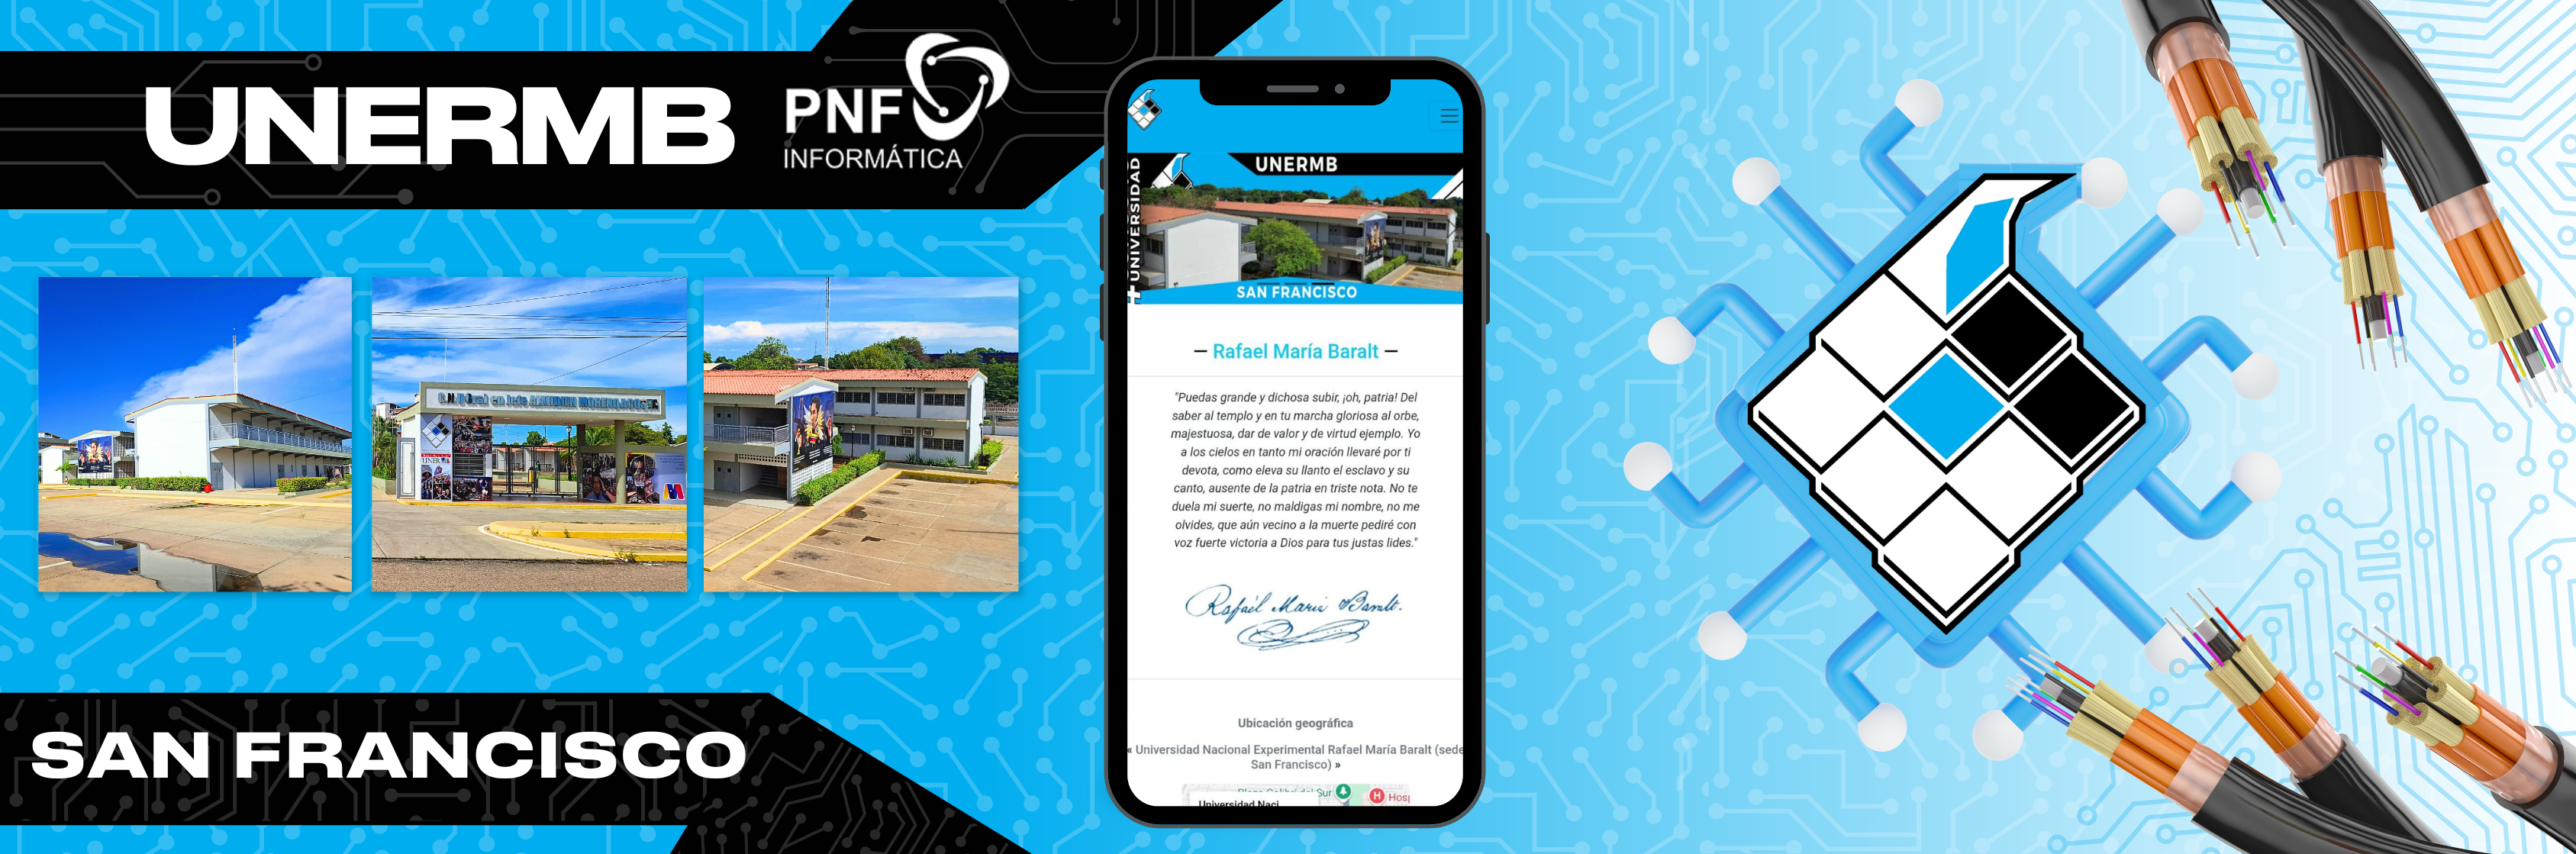 UNERMB
PNF
INFORMÁTICA
SAN FRANCISCO
UNERMB
#UNIVERSIDAD
SAN FRANCISCO
– Rafael María Baralt –
"Puedas grande y dichosa subir, ¡oh, patria! Del
saber al templo y en tu marcha gloriosa al orbe,
majestuosa, dar de valor y de virtud ejemplo. Yo
a los cielos en tanto mi oración llevaré por ti
devota, como eleva su llanto el esclavo y su
canto, ausente de la patria en triste nota. No te
duela mi suerte, no maldigas mi nombre, no me
olvides, que aún vecino a la muerte pediré con
voz fuerte victoria a Dios para tus justas lides."
Rafael María Baralt.
Ubicación geográfica
« Universidad Nacional Experimental Rafael María Baralt (sede
San Francisco) »
Sur
H Hosp
Universidad Naci